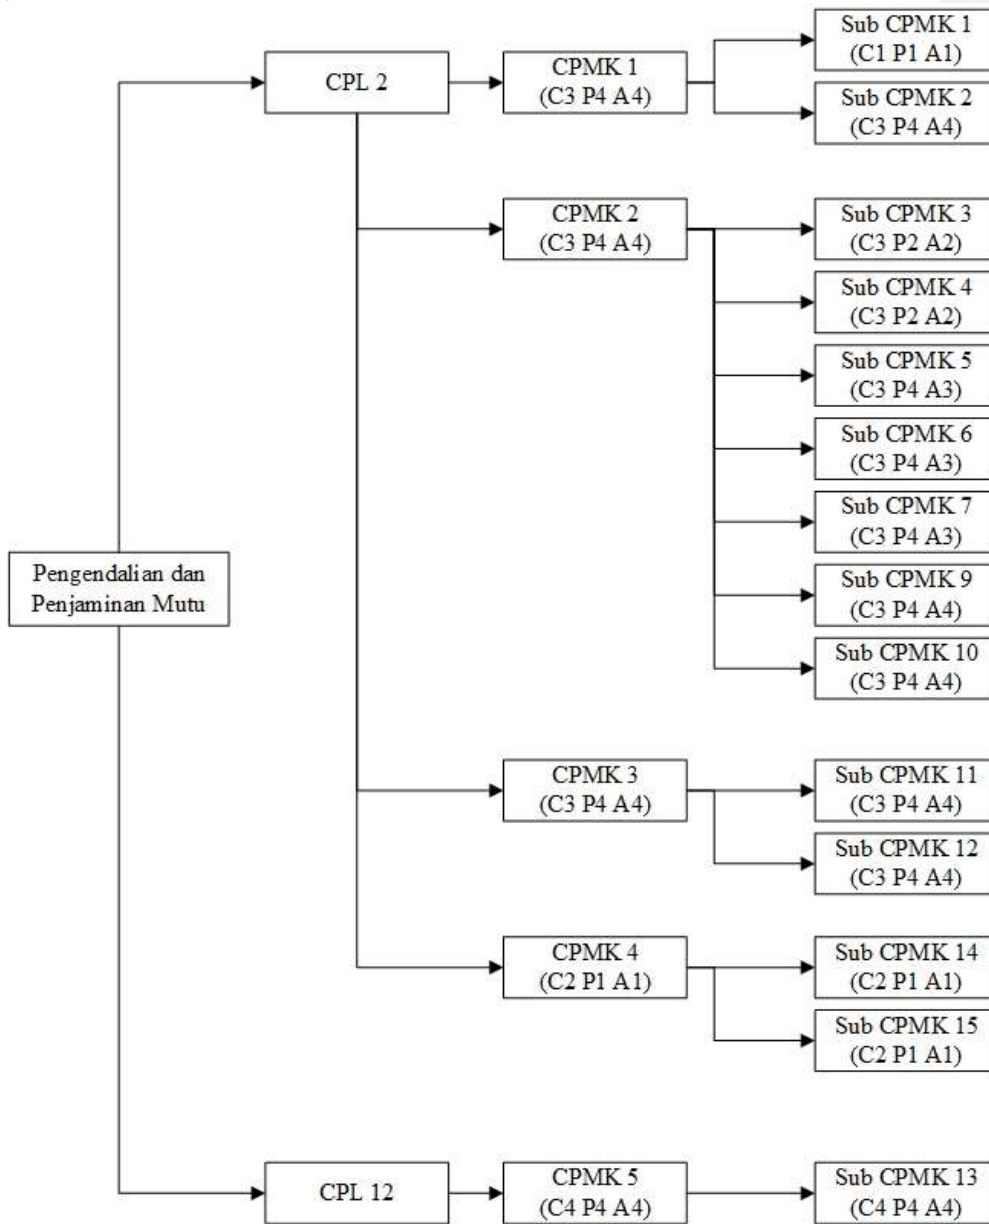 Pengendalian dan
Penjaminan Mutu
CPL 2
CPMK 1
(C3 P4 A4)
Sub CPMK 1
(C1 P1 A1)
Sub CPMK 2
(C3 P4 A4)
CPMK 2
(C3 P4 A4)
Sub CPMK 3
(C3 P2 A2)
Sub CPMK 4
(C3 P2 A2)
Sub CPMK 5
(C3 P4 A3)
Sub CPMK 6
(C3 P4 A3)
Sub CPMK 7
(C3 P4 A3)
Sub CPMK 9
(C3 P4 A4)
Sub CPMK 10
(C3 P4 A4)
CPMK 3
(C3 P4 A4)
Sub CPMK 11
(C3 P4 A4)
Sub CPMK 12
(C3 P4 A4)
CPMK 4
(C2 P1 A1)
Sub CPMK 14
(C2 P1 A1)
Sub CPMK 15
(C2 P1 A1)
CPL 12
CPMK 5
(C4 P4 A4)
Sub CPMK 13
(C4 P4 A4)